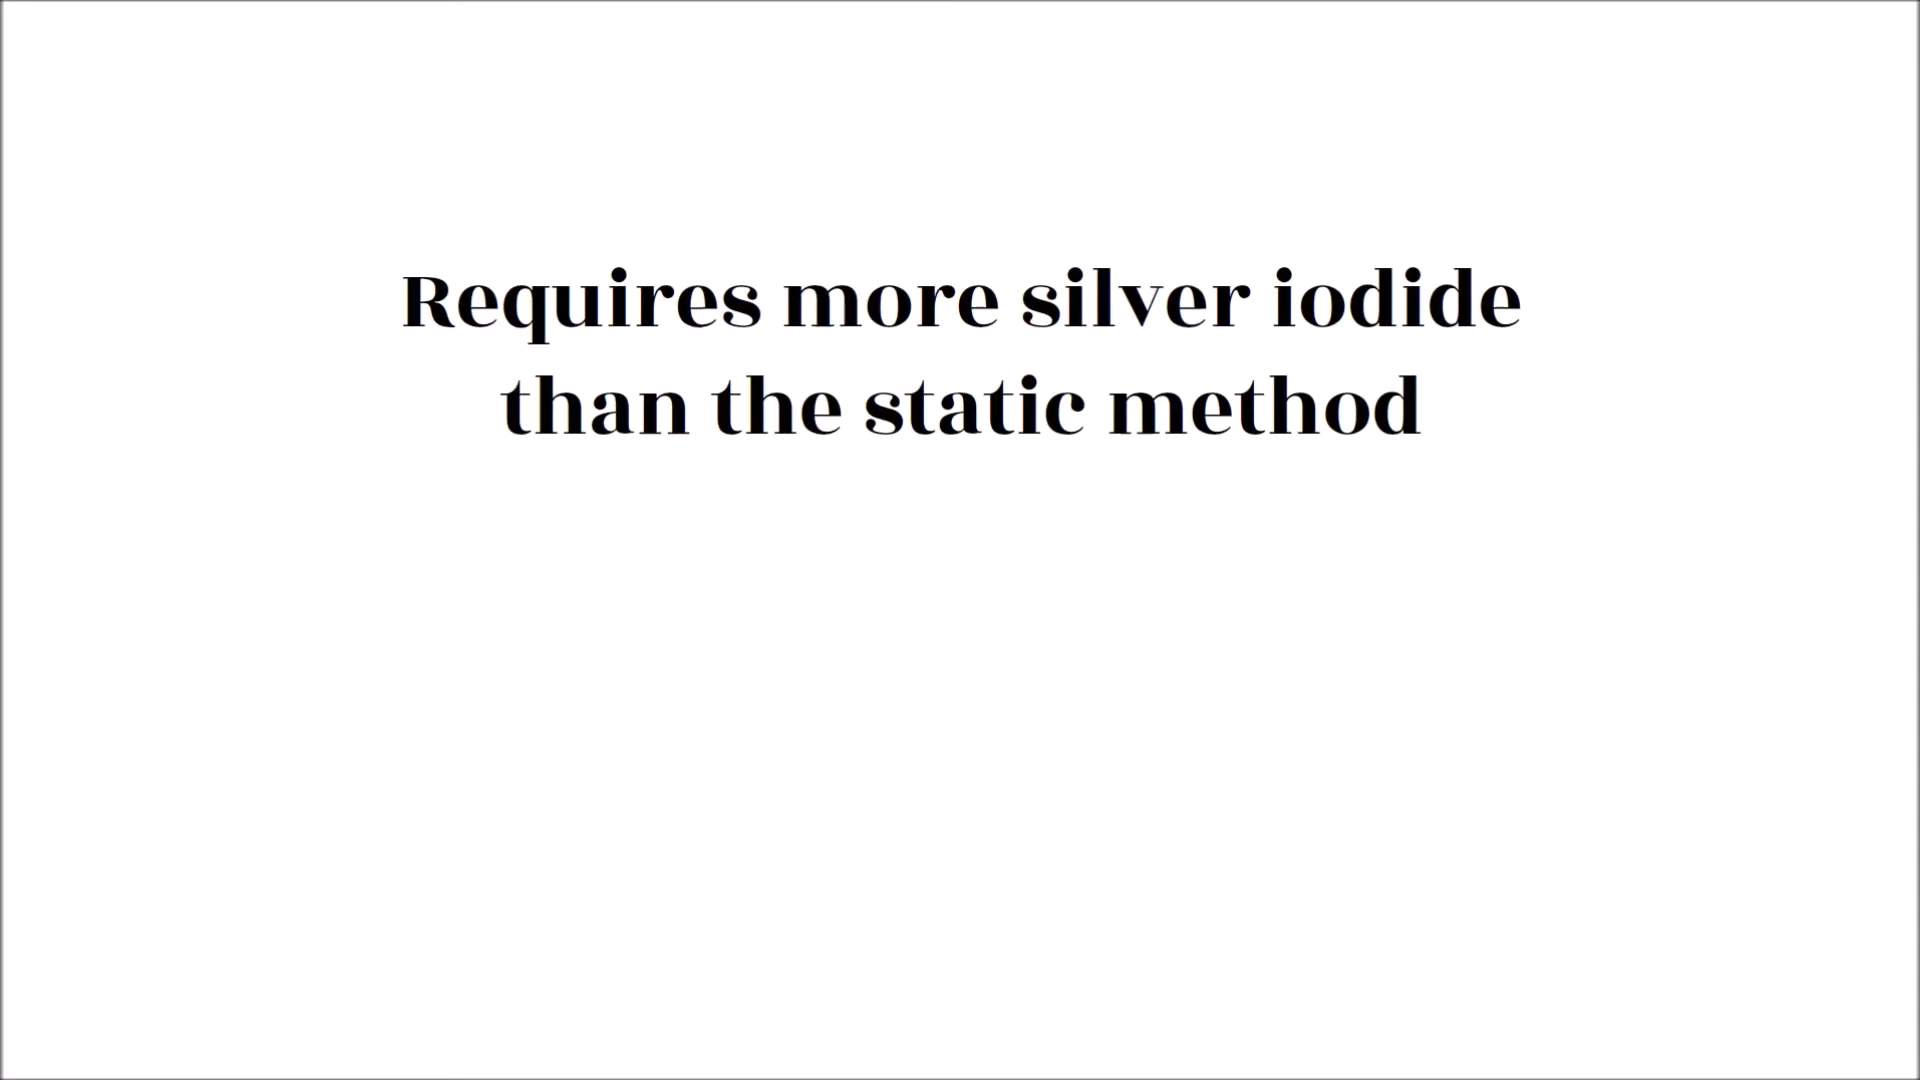 Requires more silver iodide
than the static method